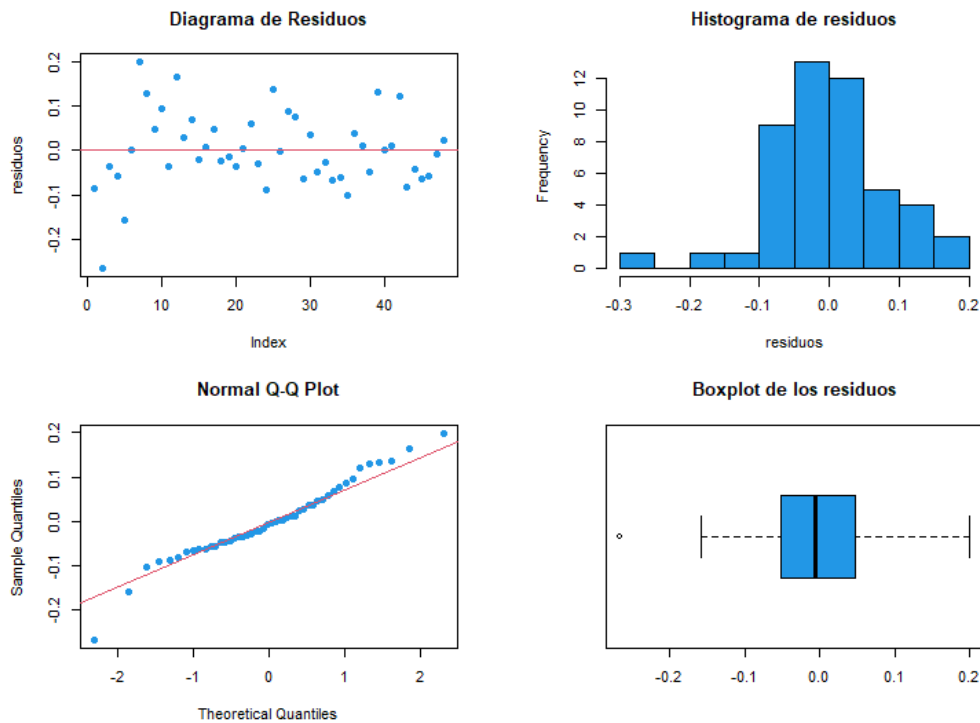 Diagrama de Residuos
residuos
0.2
0.1
0.0
-0.1
-0.2
0 10 20 30 40
Index
Histograma de residuos
Frequency
12
10
8
6
4
2
0
-0.3 -0.2 -0.1 0.0 0.1 0.2
residuos
Normal Q-Q Plot
Sample Quantiles
0.2
0.1
0.0
-0.1
-0.2
-2 -1 0 1 2
Theoretical Quantiles
Boxplot de los residuos
-0.2 -0.1 0.0 0.1 0.2